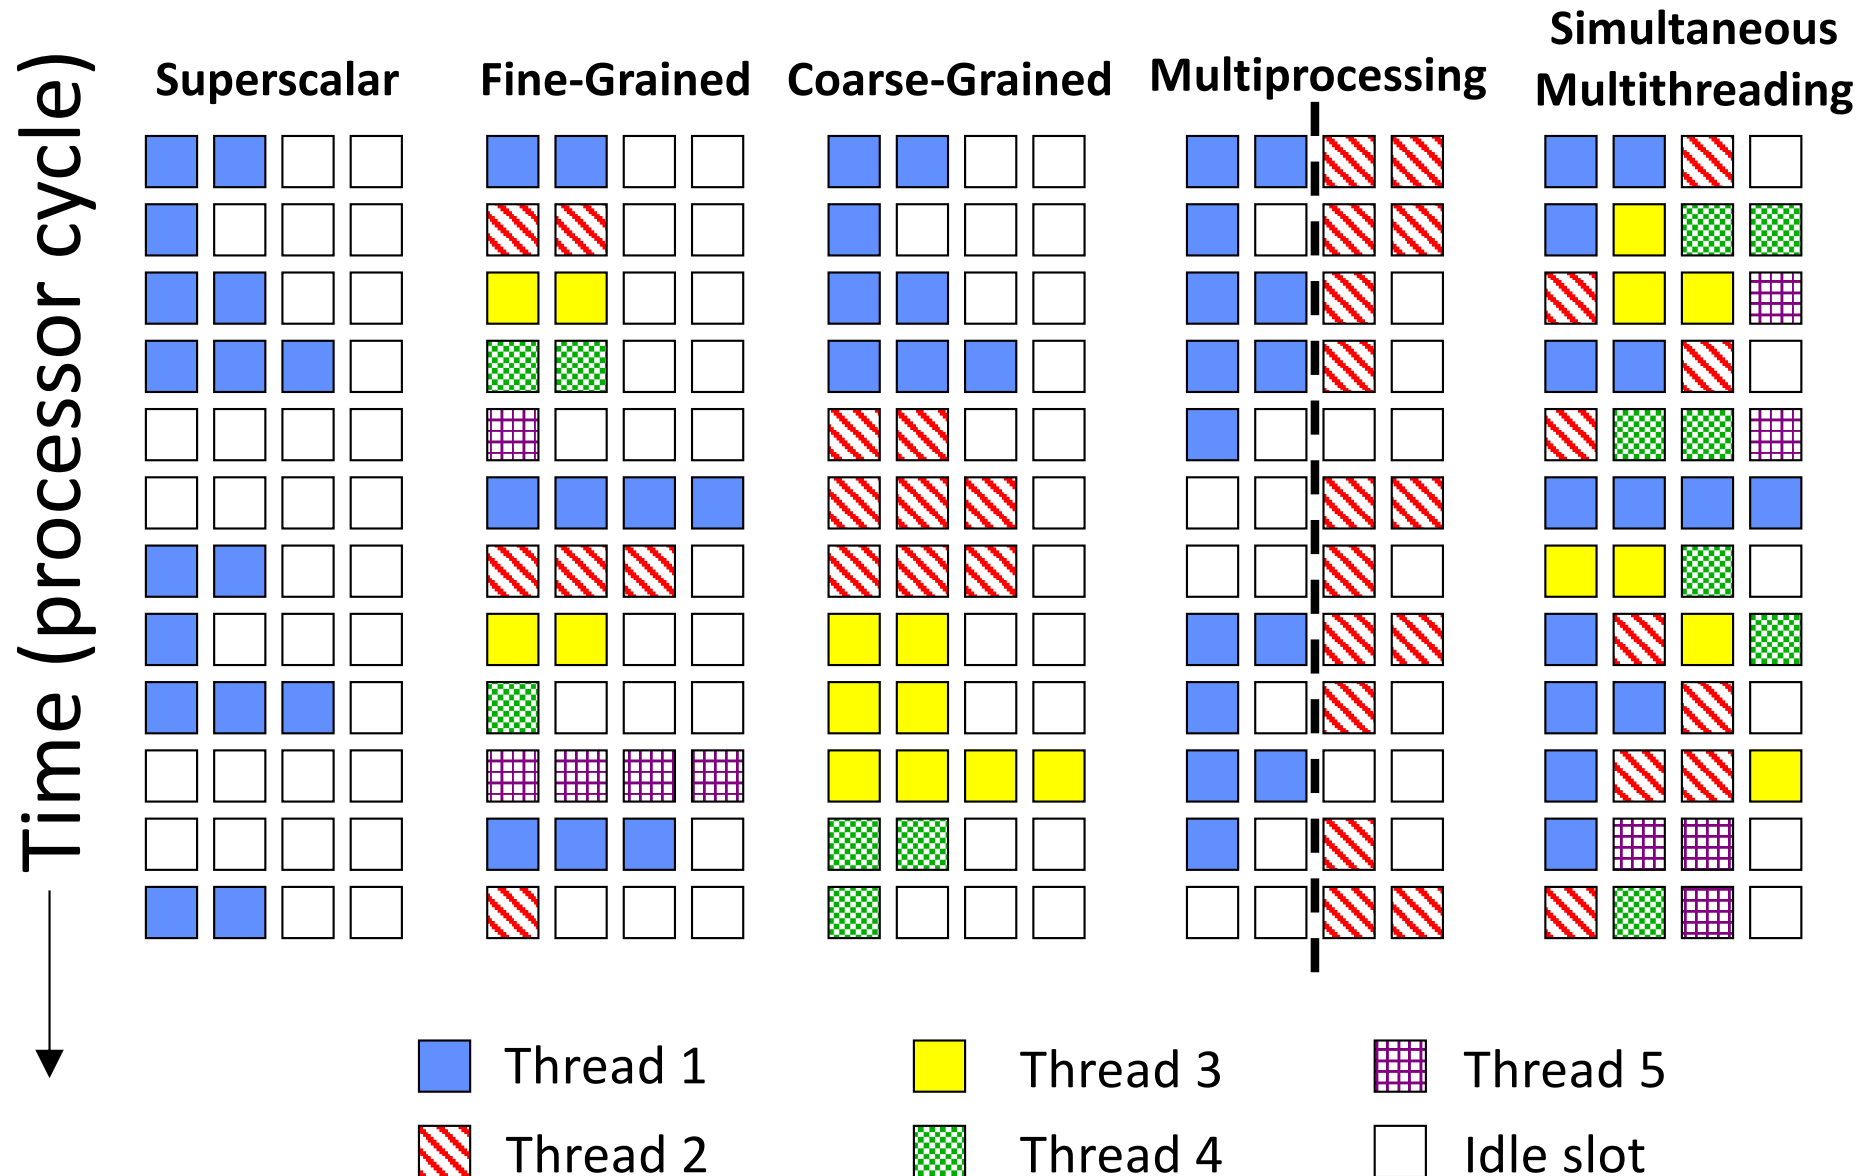 Superscalar
Fine-Grained
Coarse-Grained
Multiprocessing
Simultaneous
Multithreading
Time (processor cycle)
Thread 1
Thread 3
Thread 5
Thread 2
Thread 4
Idle slot